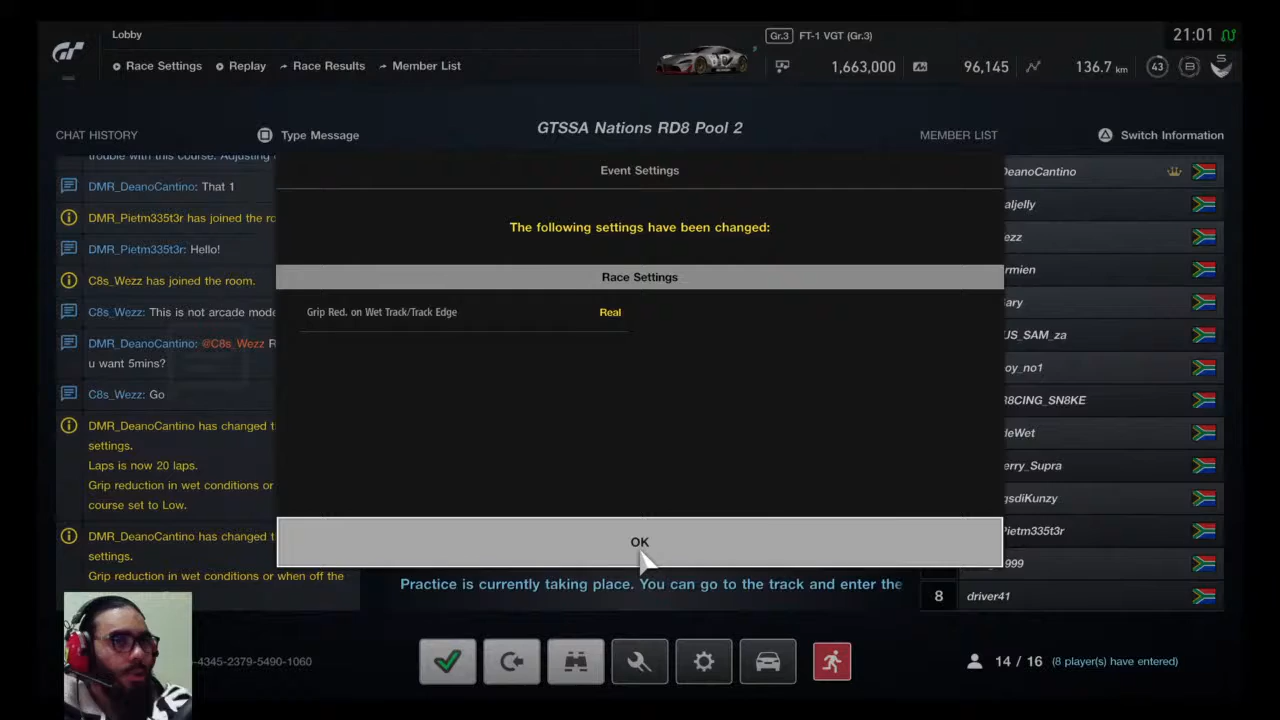 Lobby
Gr.3 FT-1 VGT (Gr.3)
21:01
Race Settings Replay Race Results Member List
1,663,000 96,145 136.7 km 43 B S
CHAT HISTORY Type Message
GTSSA Nations RD8 Pool 2
MEMBER LIST Switch Information
trouble with this course. Adjusting
DMR_DeanoCantino: That 1
DMR_Pietm335t3r has joined the ro
DMR_Pietm335t3r: Hello!
C8s_Wezz has joined the room.
C8s_Wezz: This is not arcade mode
DMR_DeanoCantino: @C8s_Wezz R
u want 5mins?
C8s_Wezz: Go
DMR_DeanoCantino has changed t
settings.
Laps is now 20 laps.
Grip reduction in wet conditions or
course set to Low.
DMR_DeanoCantino has changed t
settings.
Grip reduction in wet conditions or when off the
Event Settings
The following settings have been changed:
Race Settings
Grip Red. on Wet Track/Track Edge Real
OK
Practice is currently taking place. You can go to the track and enter the
DeanoCantino
aljelly
ezz
rmien
ary
US_SAM_za
oy_no1
R8CING_SN8KE
deWet
erry_Supra
gsdiKunzy
Pietm335t3r
999
8 driver41
-4345-2379-5490-1060
14 / 16 (8 player(s) have entered)